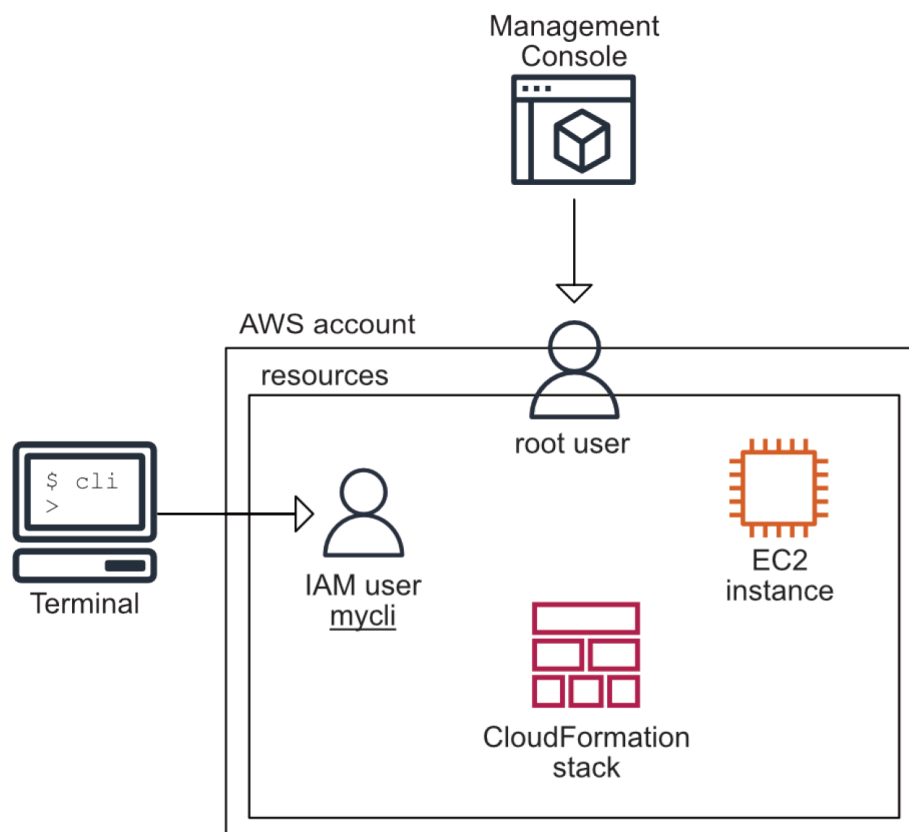 Management
Console
AWS account
resources
root user
$ cli
>
Terminal
IAM user
mycli
EC2
instance
CloudFormation
stack